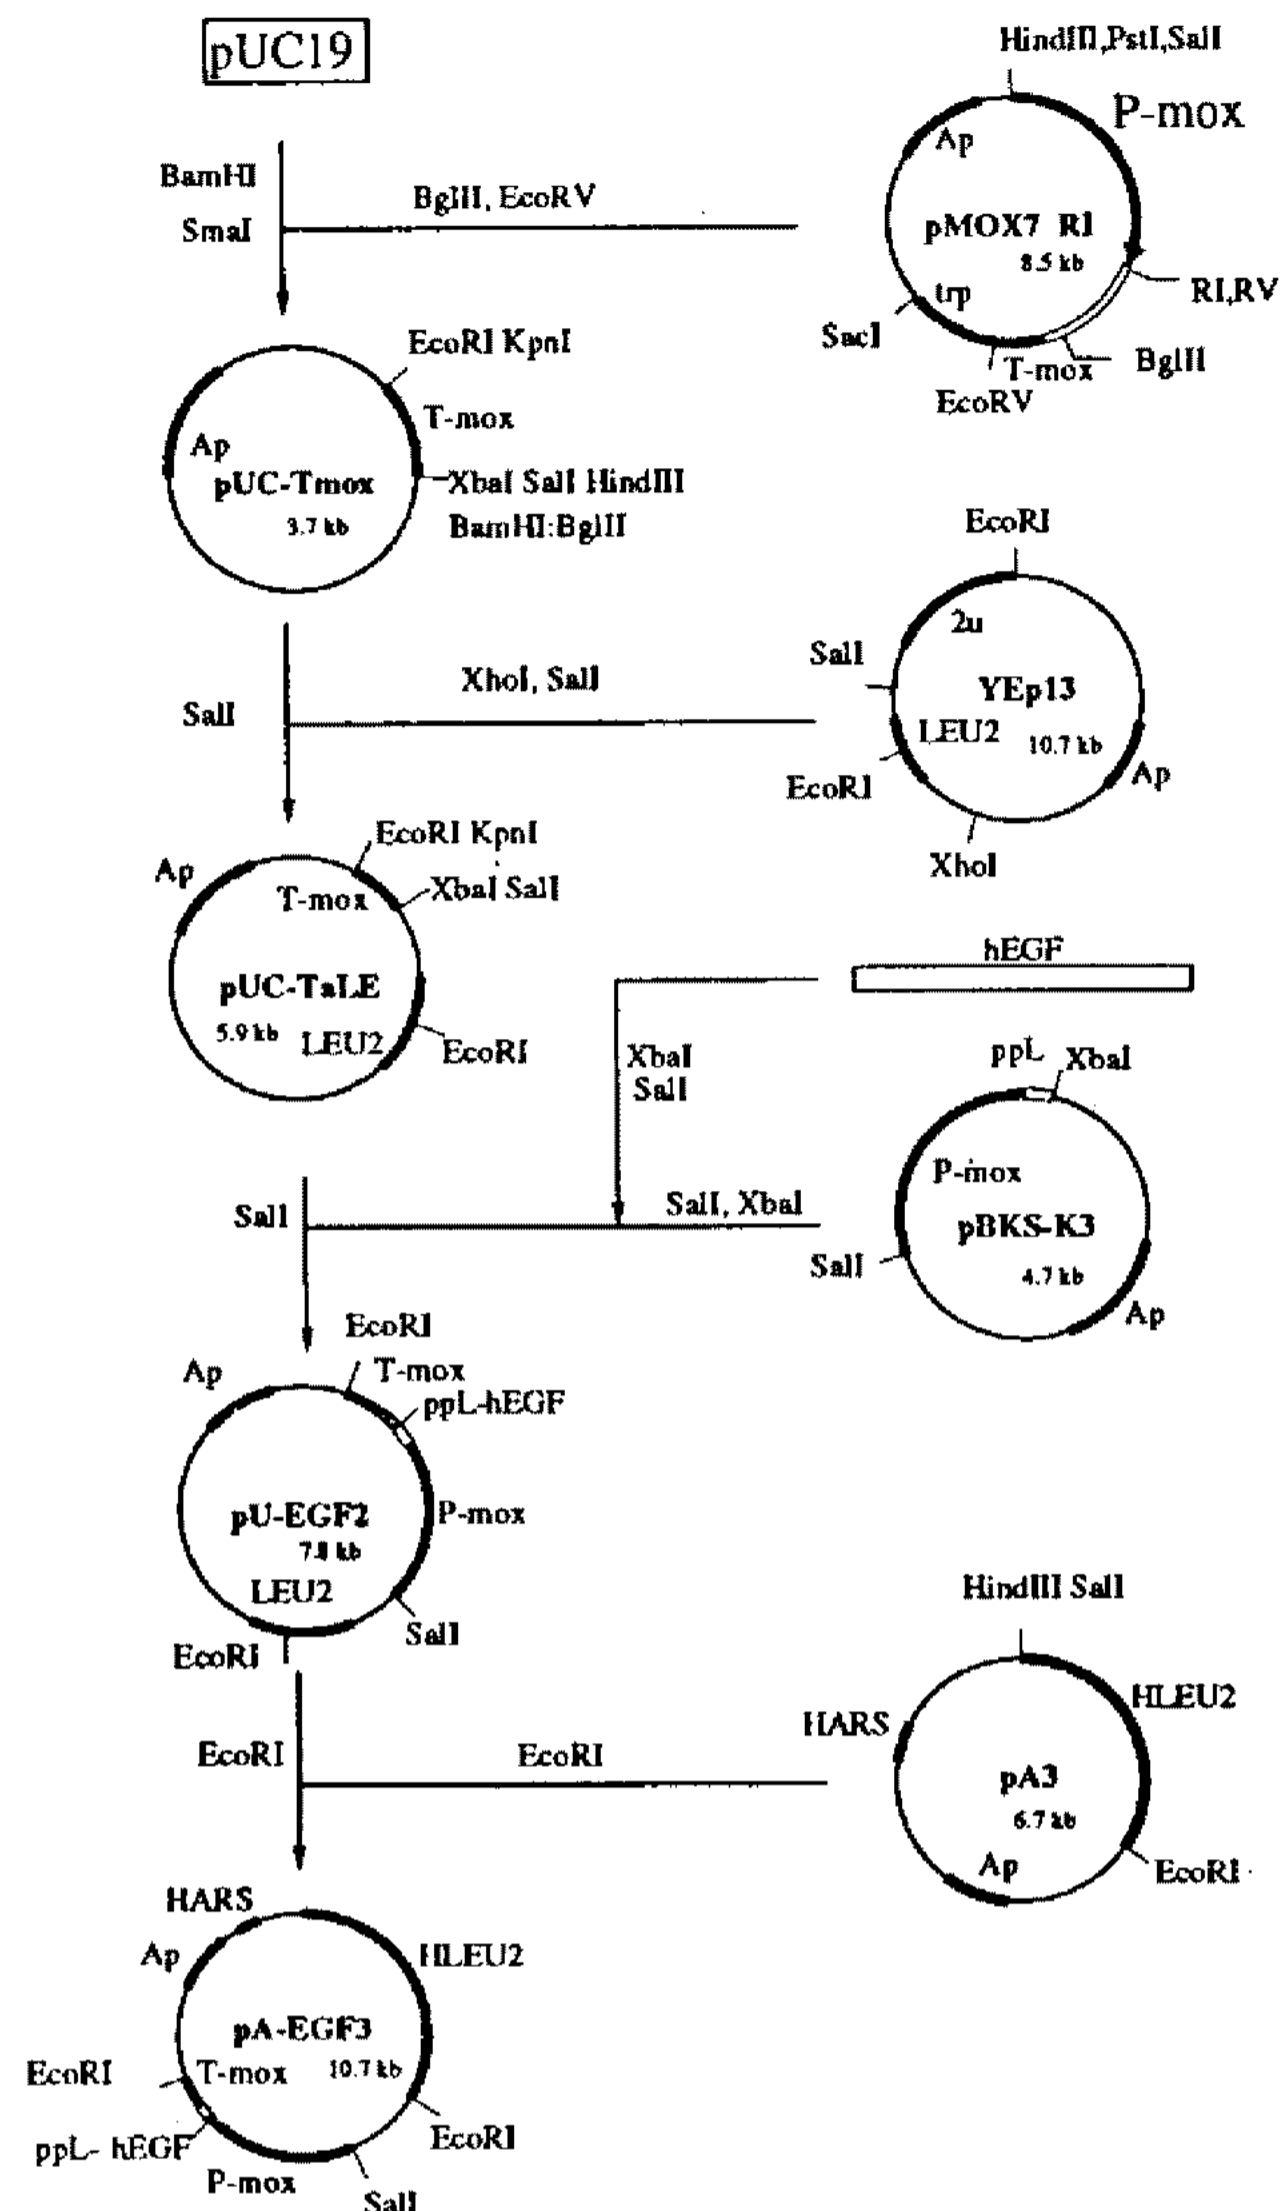 pUC19
HindIII,PstI,SalI
P-mox
Ap
BamHI
SmaI
BglII, EcoRV
pMOX7 RI
8.5 kb
RI,RV
trp
SacI
T-mox
BglII
EcoRV
EcoRI KpnI
T-mox
Ap
pUC-Tmox
3.7 kb
XbaI SalI HindIII
BamHI:BglII
EcoRI
2u
SalI
YEp13
10.7 kb
LEU2
EcoRI
Ap
XhoI
SalI
XhoI, SalI
EcoRI KpnI
Ap
T-mox
XbaI SalI
pUC-TaLE
5.9 kb
LEU2
EcoRI
hEGF
XbaI
SalI
ppL
XbaI
P-mox
pBKS-K3
4.7 kb
SalI
Ap
SalI
SalI, XbaI
EcoRI
Ap
T-mox
ppL-hEGF
pU-EGF2
7.8 kb
P-mox
LEU2
SalI
EcoRI
HindIII SalI
HLEU2
HARS
pA3
6.7 kb
Ap
EcoRI
EcoRI
EcoRI
HARS
Ap
HLEU2
pA-EGF3
10.7 kb
EcoRI
T-mox
ppL- hEGF
EcoRI
P-mox
SalI